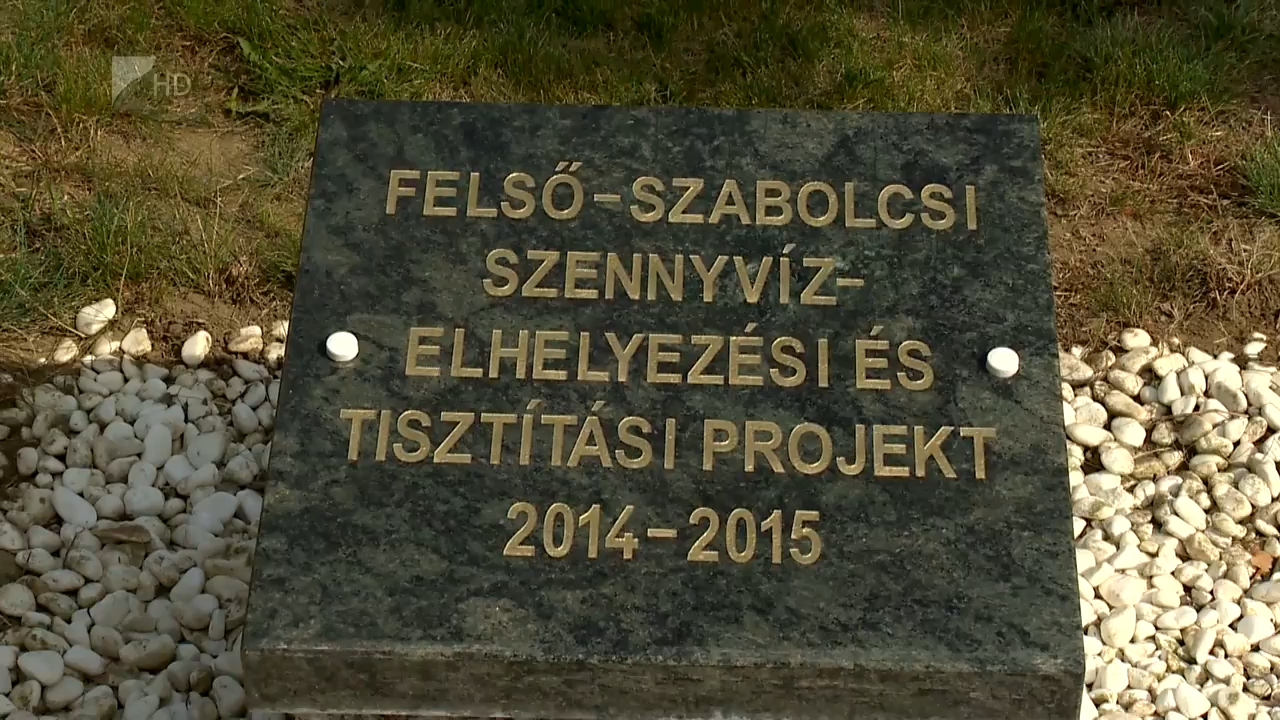 HD
FELSŐ-SZABOLCSI
SZENNYVÍZ-
ELHELYEZÉSI ÉS
TISZTÍTÁSI PROJEKT
2014-2015